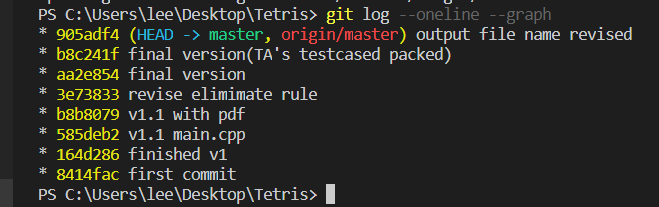 PS C:\Users\lee\Desktop\Tetris> git log --oneline --graph
* 905adf4 (HEAD -> master, origin/master) output file name revised
* b8c241f final version(TA's testcased packed)
* aa2e854 final version
* 3e73833 revise elimimate rule
* b8b8079 v1.1 with pdf
* 585deb2 v1.1 main.cpp
* 164d286 finished v1
* 8414fac first commit
PS C:\Users\lee\Desktop\Tetris>